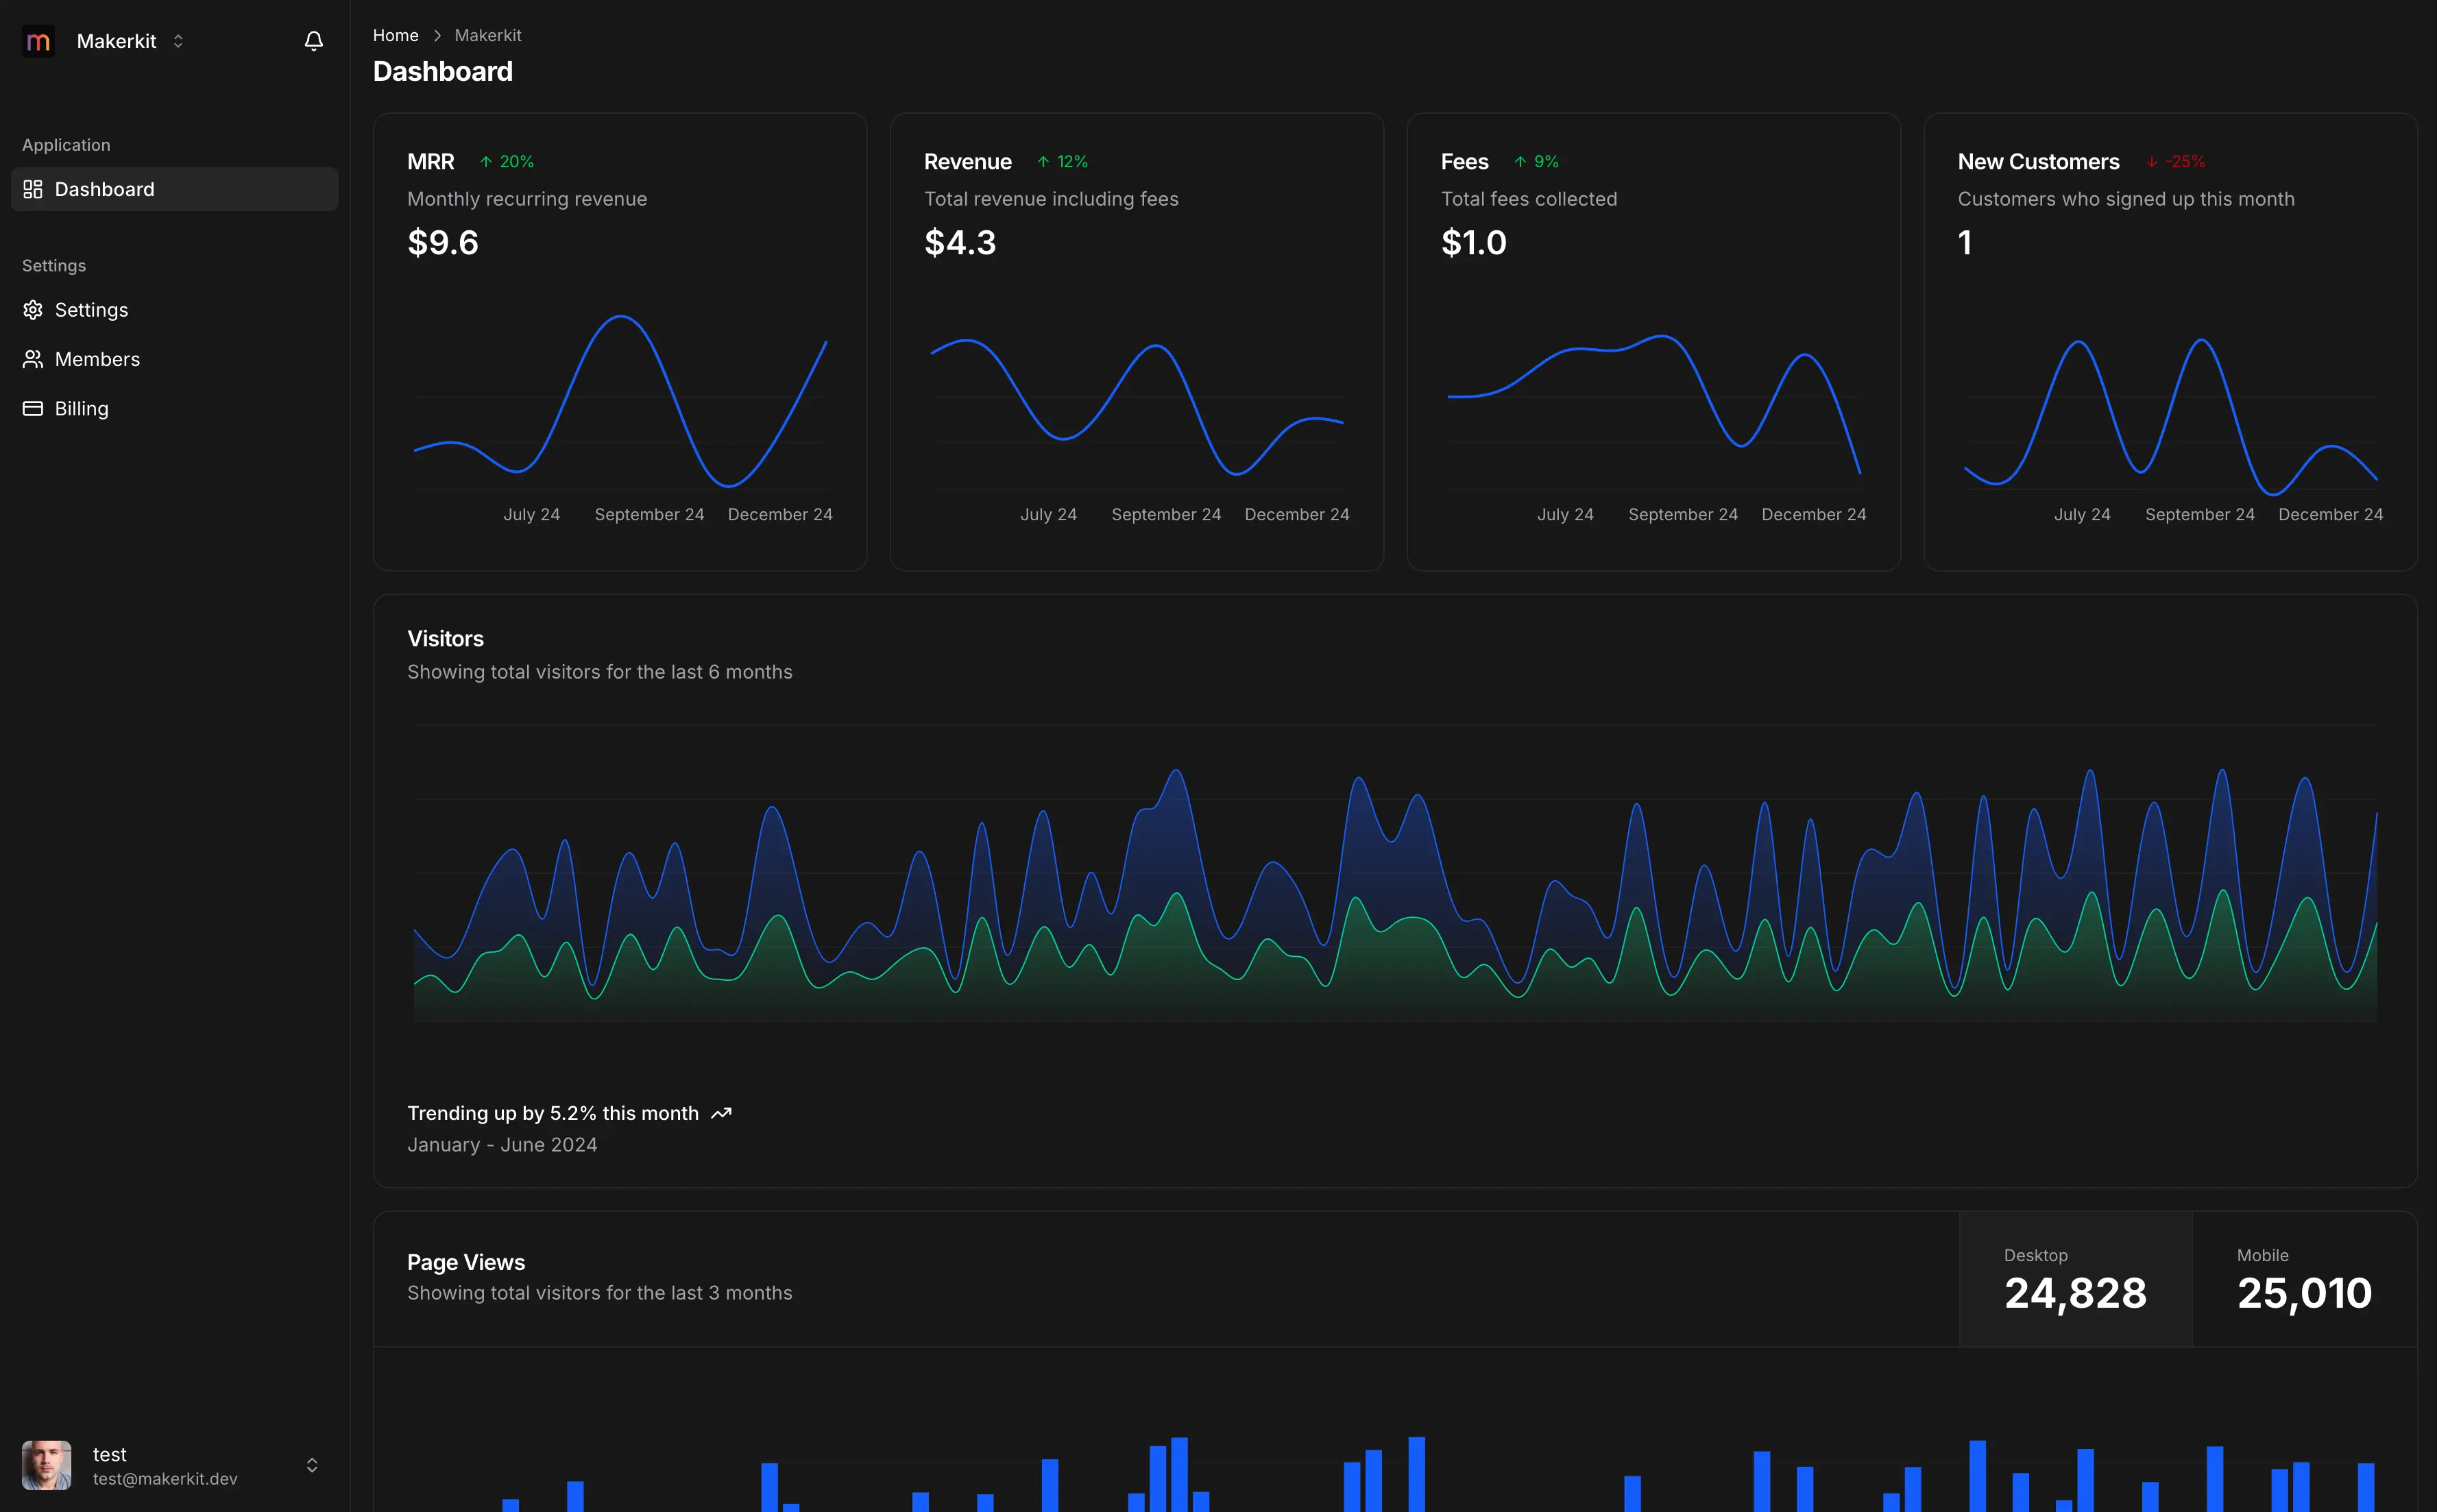 m
Makerkit
Application
Dashboard
Settings
Settings
Members
Billing
test
test@makerkit.dev
Home
Makerkit
Dashboard
MRR 20%
Monthly recurring revenue
$9.6
July 24 September 24 December 24
Revenue 12%
Total revenue including fees
$4.3
July 24 September 24 December 24
Fees 9%
Total fees collected
$1.0
July 24 September 24 December 24
New Customers -25%
Customers who signed up this month
1
July 24 September 24 December 24
Visitors
Showing total visitors for the last 6 months
Trending up by 5.2% this month
January - June 2024
Page Views
Showing total visitors for the last 3 months
Desktop
24,828
Mobile
25,010